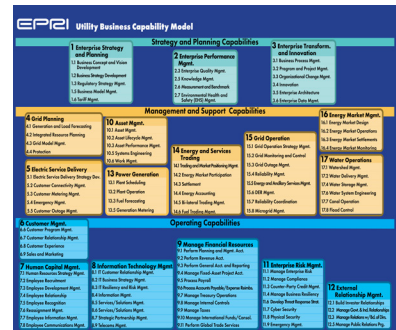 EPRI Utility Business Capability Model
Strategy and Planning Capabilities
1 Enterprise Strategy
and Planning
1.1 Business Concept and Vision
Development
1.2 Business Strategy Development
1.3 Regulatory Strategy Mgmt.
1.5 Business Model Mgmt.
1.6 Tariff Mgmt.
2 Enterprise Performance
Mgmt.
2.3 Enterprise Quality Mgmt.
2.5 Knowledge Mgmt.
2.6 Measurement and Benchmark
2.7 Environmental Health and
Safety (EHS) Mgmt.
3 Enterprise Transform.
and Innovation
3.1 Business Process Mgmt.
3.2 Program and Project Mgmt.
3.3 Organizational Change Mgmt.
3.4 Innovation
3.5 Enterprise Architecture
3.6 Enterprise Data Mgmt.
Management and Support Capabilities
4 Grid Planning
4.1 Generation and Load Forecasting
4.2 Integrated Resource Planning
4.3 Grid Model Mgmt.
4.4 Protection
5 Electric Service Delivery
5.1 Electric Service Delivery Strategy Dev.
5.2 Customer Connectivity Mgmt.
5.3 Customer Metering Mgmt.
5.4 Emergency Mgmt.
5.5 Customer Outage Mgmt.
10 Asset Mgmt.
10.1 Asset Mgmt.
10.2 Asset Lifecycle Mgmt.
10.3 Asset Performance Mgmt.
10.5 Systems Engineering
10.6 Work Mgmt.
13 Power Generation
13.1 Plant Scheduling
13.2 Plant Operation
13.3 Fuel Forecasting
13.5 Generation Metering
14 Energy and Services
Trading
14.1 Trading and Market Positioning Mgmt.
14.2 Energy Market Participation
14.3 Settlement
14.4 Energy Accounting
14.5 Bi-lateral Trading Mgmt.
14.6 Fuel Trading Mgmt.
15 Grid Operation
15.1 Grid Operation Strategy Mgmt.
15.2 Grid Monitoring and Control
15.3 Grid Outage Mgmt.
15.4 Reliability Mgmt.
15.5 Energy and Ancillary Services Mgmt.
15.6 DER Mgmt.
15.7 Reliability Coordination
15.8 Microgrid Mgmt.
16 Energy Market Mgmt.
16.1 Energy Market Design
16.2 Energy Market Operations
16.3 Energy Market Settlements
16.4 Energy Market Monitoring
17 Water Operations
17.1 Watershed Mgmt.
17.2 Water Delivery Mgmt.
17.3 Water Storage Mgmt.
17.4 Water System Engineering
17.5 Canal Operation
17.6 Flood Control
Operating Capabilities
6 Customer Mgmt.
6.6 Customer Program Mgmt.
6.7 Customer Relationship Mgmt.
6.8 Customer Experience
6.9 Sales and Marketing
7 Human Capital Mgmt.
7.1 Human Resources Strategy Mgmt.
7.2 Employee Recruitment
7.3 Employee Development
7.4 Employee Relationship
7.5 Employee Recognition
7.6 Reassignment Mgmt.
7.7 Employee Information Mgmt.
7.8 Employee Communications Mgmt.
8 Information Technology Mgmt.
8.1 IT Customer Relationship Mgmt.
8.2 IT Business Strategy Mgmt.
8.3 IT Resiliency and Risk Mgmt.
8.4 Information Mgmt.
8.5 Services/Solutions Mgmt.
8.6 Services/Solutions Mgmt.
8.7 Strategic Partnership Mgmt.
8.8 Telecoms Mgmt.
9 Manage Financial Resources
9.1 Perform Planning and Mgmt. Acct.
9.2 Perform Revenue Acct.
9.3 Perform General Acct. and Reporting
9.4 Manage Fixed-Asset Project Acct.
9.5 Process Payroll
9.6 Process Accounts Payable/Expense Reimbs.
9.7 Manage Treasury Operations
9.8 Manage Internal Controls
9.9 Manage Taxes
9.10 Manage International Funds/Consol.
9.11 Perform Global Trade Services
11 Enterprise Risk Mgmt.
11.1 Manage Enterprise Risk
11.2 Manage Compliance
11.3 Counter-Party Credit Mgmt.
11.4 Manage Business Resiliency
11.6 Develop Threat Response Strat.
11.7 Cyber Security
11.8 Physical Security
11.9 Emergency Mgmt.
12 External
Relationship Mgmt.
12.1 Build Investor Relationships
12.2 Manage Govt. & Ind. Relationships
12.3 Manage Relations w/ Bd. of Dirs.
12.5 Manage Public Relations Prg.